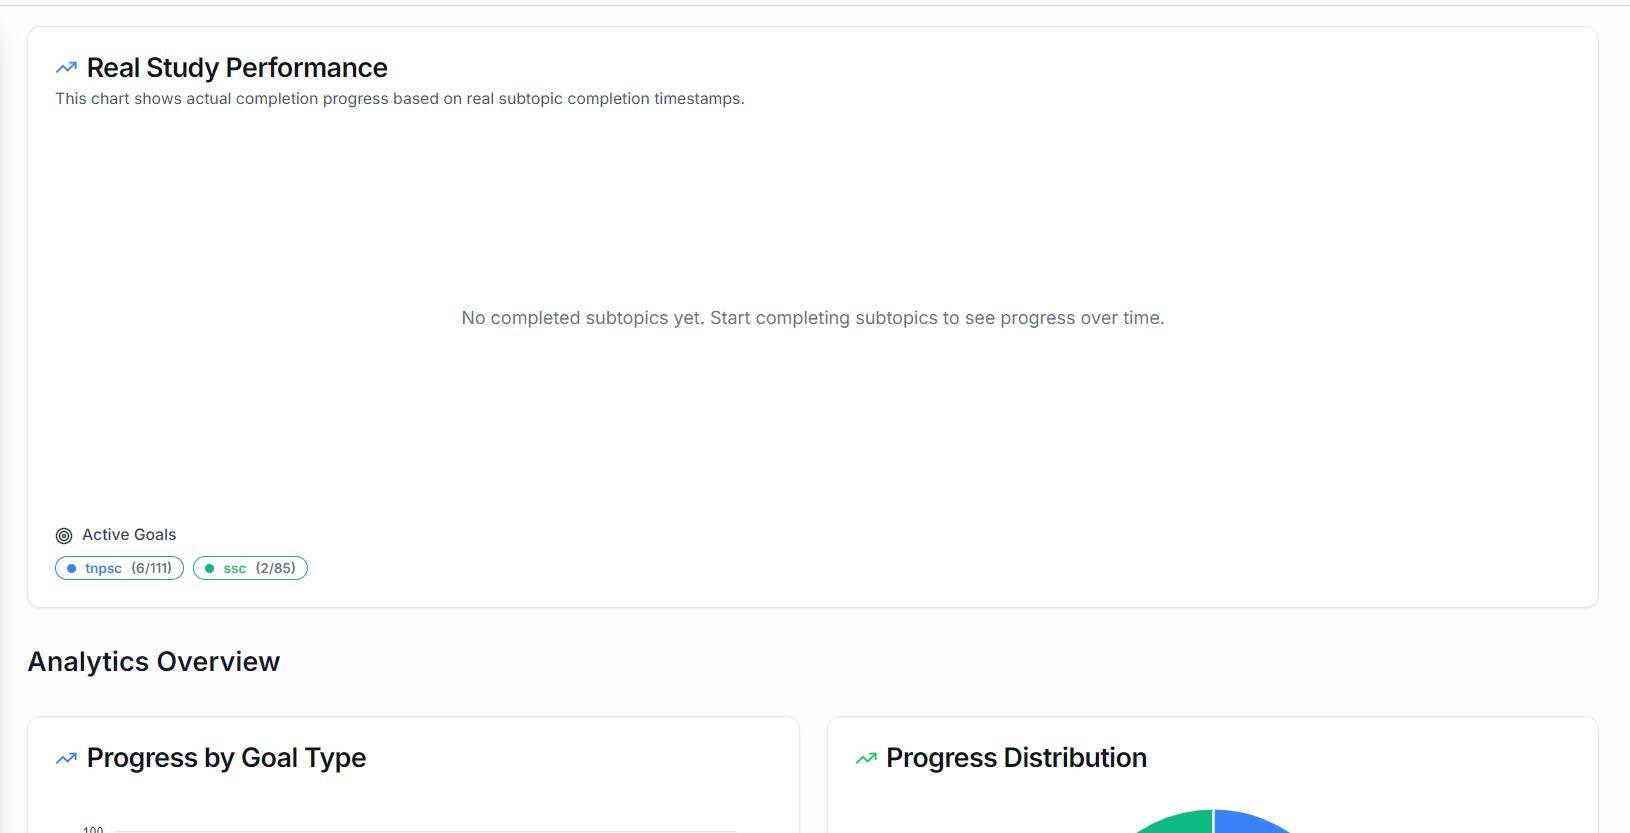 Real Study Performance
This chart shows actual completion progress based on real subtopic completion timestamps.
No completed subtopics yet. Start completing subtopics to see progress over time.
Active Goals
tnpsc (6/111) ssc (2/85)
Analytics Overview
Progress by Goal Type
Progress Distribution
100